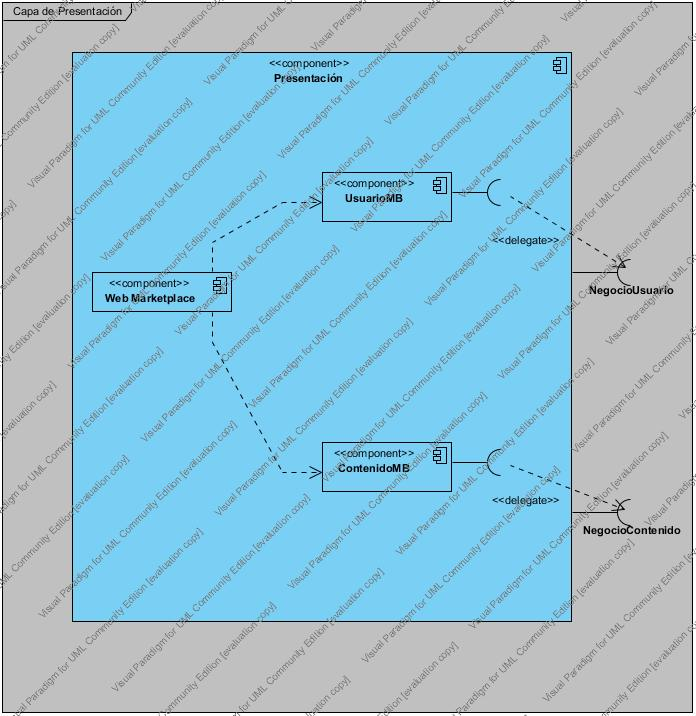 Capa de Presentación
<<component>>
Presentación
<<component>>
UsuarioMB
<<delegate>>
<<component>>
Web Marketplace
NegocioUsuario
<<component>>
ContenidoMB
<<delegate>>
NegocioContenido
Visual Paradigm for UML Community Edition [evaluation copy]